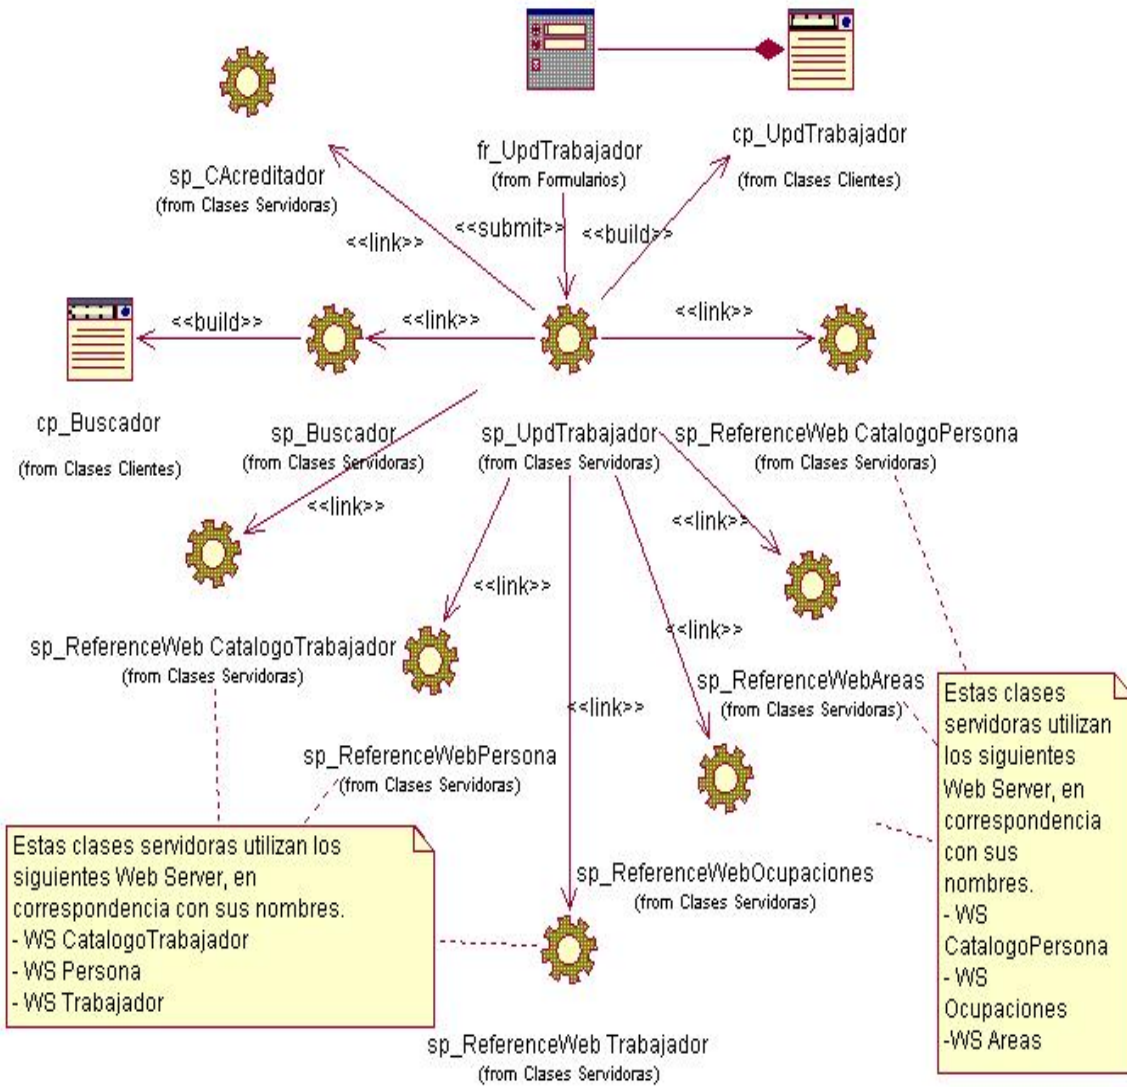 sp_CAcreditador
(from Clases Servidoras)
fr_UpdTrabajador
(from Formularios)
cp_UpdTrabajador
(from Clases Clientes)
<<link>>
<<submit>>
<<build>>
<<build>>
<<link>>
<<link>>
cp_Buscador
(from Clases Clientes)
sp_Buscador
(from Clases Servidoras)
sp_UpdTrabajador
(from Clases Servidoras)
sp_ReferenceWeb CatalogoPersona
(from Clases Servidoras)
<<link>>
<<link>>
<<link>>
<<link>>
<<link>>
sp_ReferenceWeb CatalogoTrabajador
(from Clases Servidoras)
sp_ReferenceWebAreas
(from Clases Servidoras)
sp_ReferenceWebPersona
(from Clases Servidoras)
sp_ReferenceWebOcupaciones
(from Clases Servidoras)
Estas clases servidoras utilizan los
siguientes Web Server, en
correspondencia con sus nombres.
- WS CatalogoTrabajador
- WS Persona
- WS Trabajador
Estas clases
servidoras utilizan
los siguientes
Web Server, en
correspondencia
con sus
nombres.
- WS
CatalogoPersona
- WS
Ocupaciones
-WS Areas
sp_ReferenceWeb Trabajador
(from Clases Servidoras)